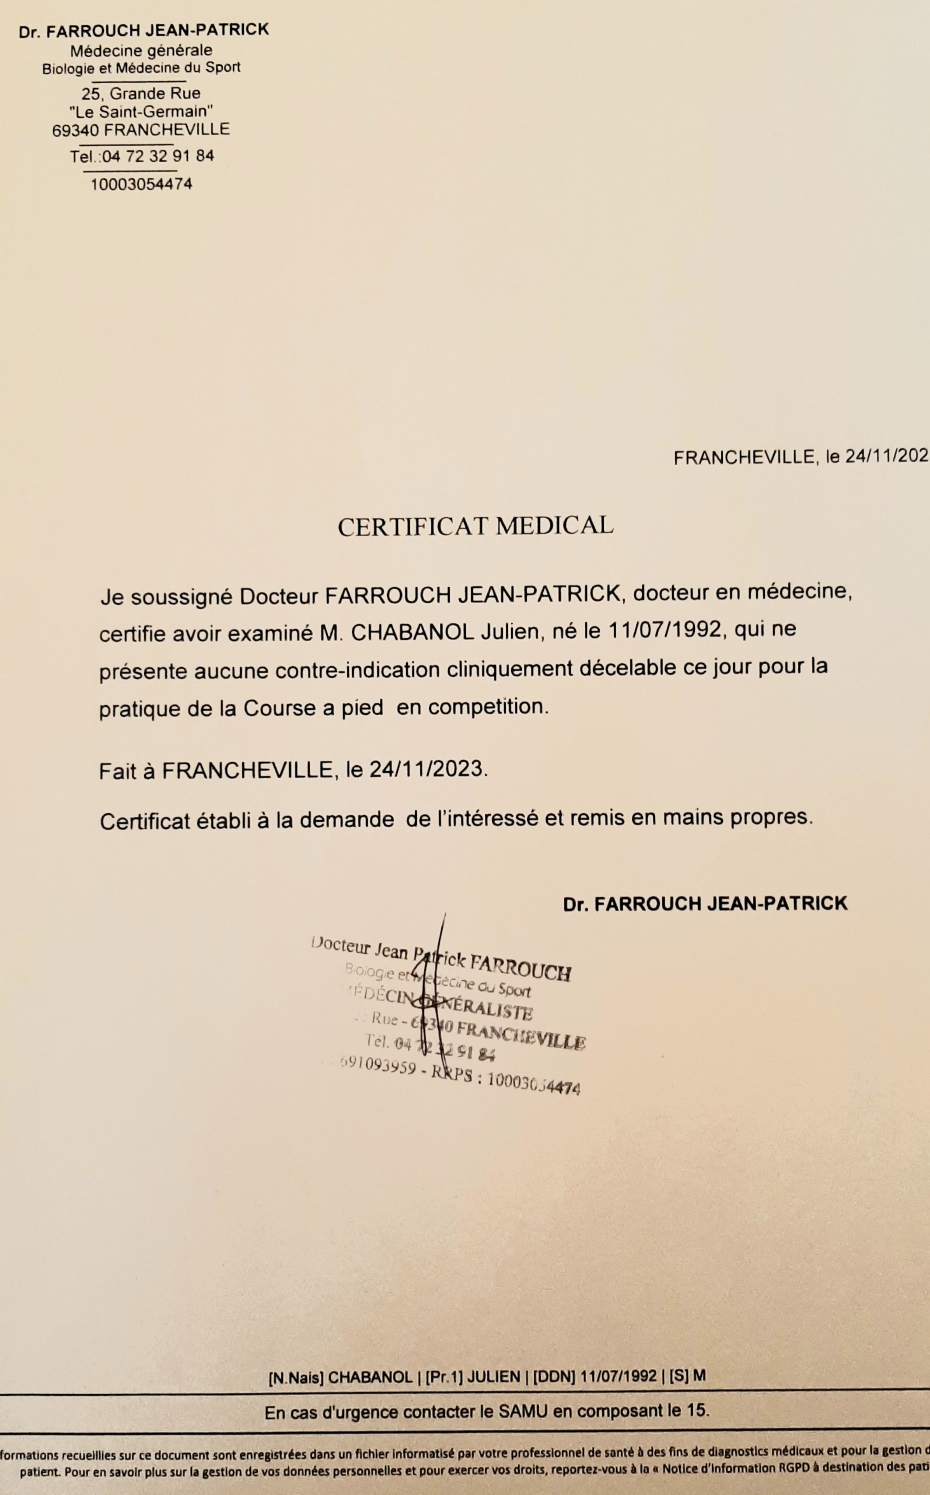 Dr. FARROUCH JEAN-PATRICK
Médecine générale
Biologie et Médecine du Sport
25, Grande Rue
"Le Saint-Germain"
69340 FRANCHEVILLE
Tel.:04 72 32 91 84
10003054474
FRANCHEVILLE, le 24/11/202
CERTIFICAT MEDICAL
Je soussigné Docteur FARROUCH JEAN-PATRICK, docteur en médecine,
certifie avoir examiné M. CHABANOL Julien, né le 11/07/1992, qui ne
présente aucune contre-indication cliniquement décelable ce jour pour la
pratique de la Course a pied  en competition.
Fait à FRANCHEVILLE, le 24/11/2023.
Certificat établi à la demande  de l'intéressé et remis en mains propres.
Dr. FARROUCH JEAN-PATRICK
Docteur Jean Patrick FARROUCH
Biologie et Médecine du Sport
MÉDÉCIN GÉNÉRALISTE
Rue - 69340 FRANCHEVILLE
Tél. 04 72 32 91 84
691093959 - RRPS : 10003054474
[N.Nais] CHABANOL | [Pr.1] JULIEN | [DDN] 11/07/1992 | [S] M
En cas d'urgence contacter le SAMU en composant le 15.
formations recueillies sur ce document sont enregistrées dans un fichier informatisé par votre professionnel de santé à des fins de diagnostics médicaux et pour la gestion d
patient. Pour en savoir plus sur la gestion de vos données personnelles et pour exercer vos droits, reportez-vous à la « Notice d'information RGPD à destination des pati